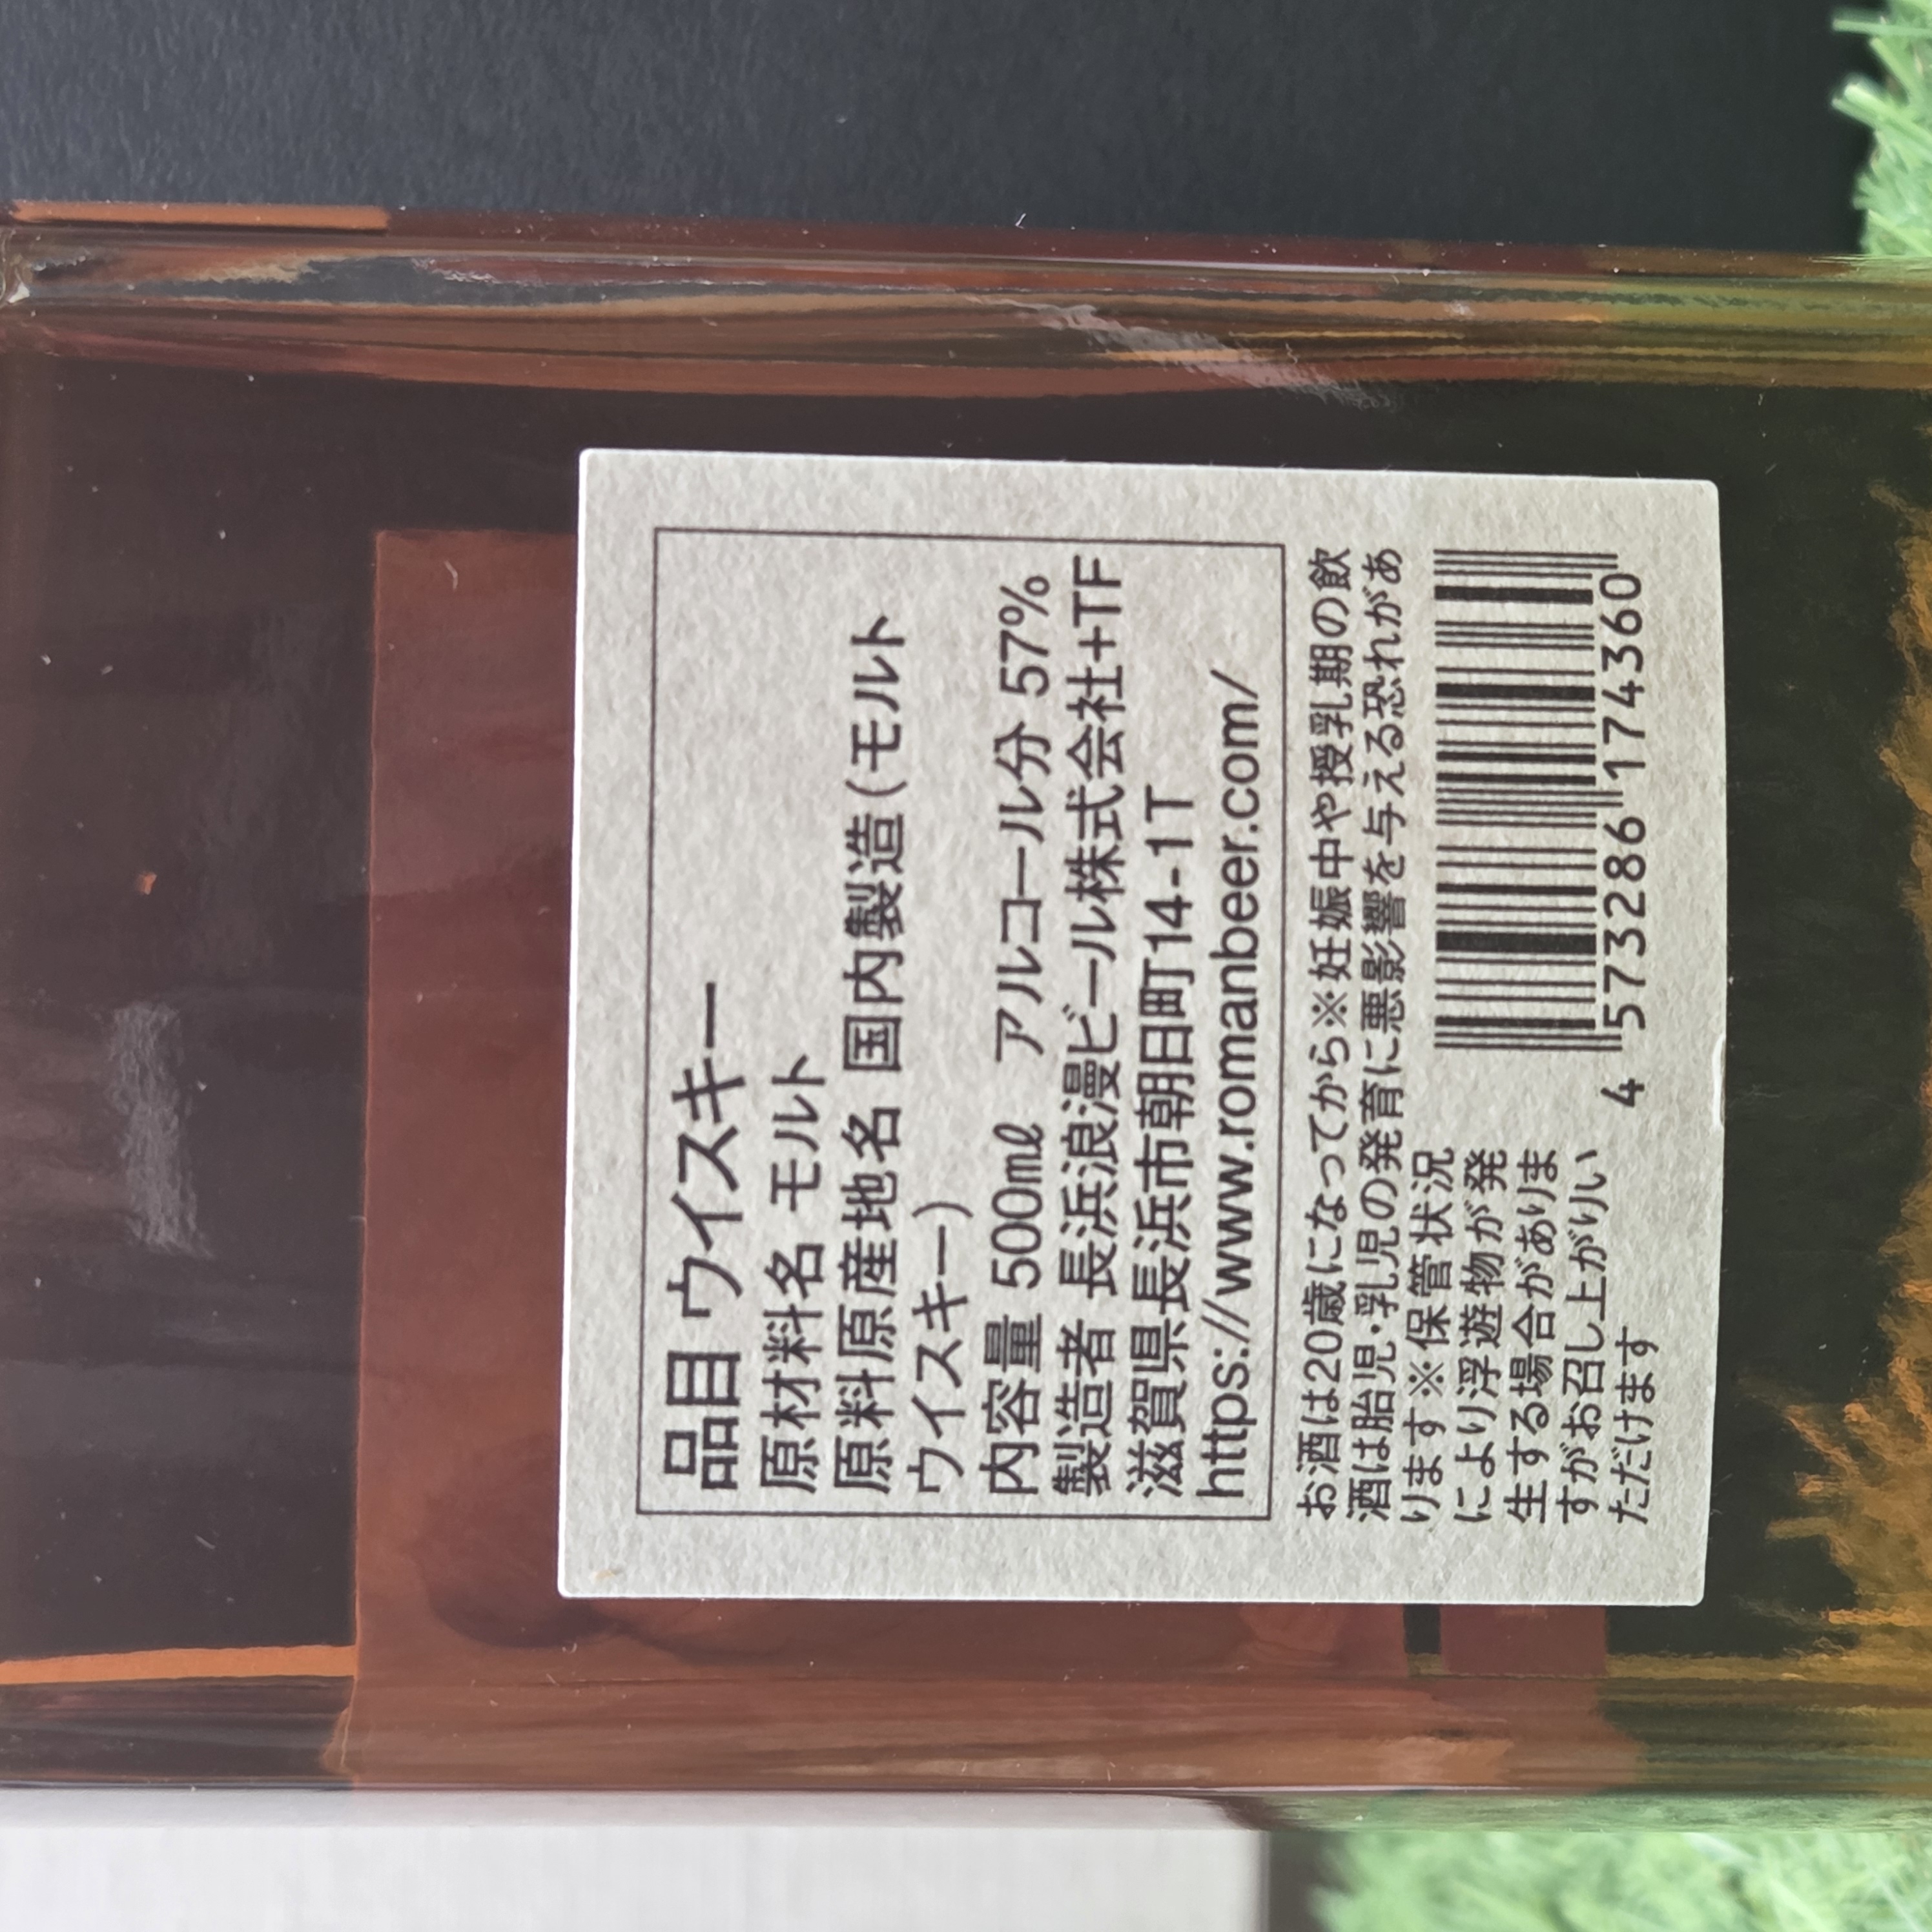 品目 ウイスキー
原材料名 モルト
原料原産地名 国内製造(モルト
ウイスキー)
内容量 500㎖ アルコール分 57%
製造者 長浜浪漫ビール株式会社+TF
滋賀県長浜市朝日町14-1T
https://www.romanbeer.com/
お酒は20歳になってから※妊娠中や授乳期の飲
酒は胎児・乳児の発育に悪影響を与える恐れがあ
ります※保管状況
により浮遊物が発
生する場合がありま
すがお召し上がりい
ただけます
4 573286 174360